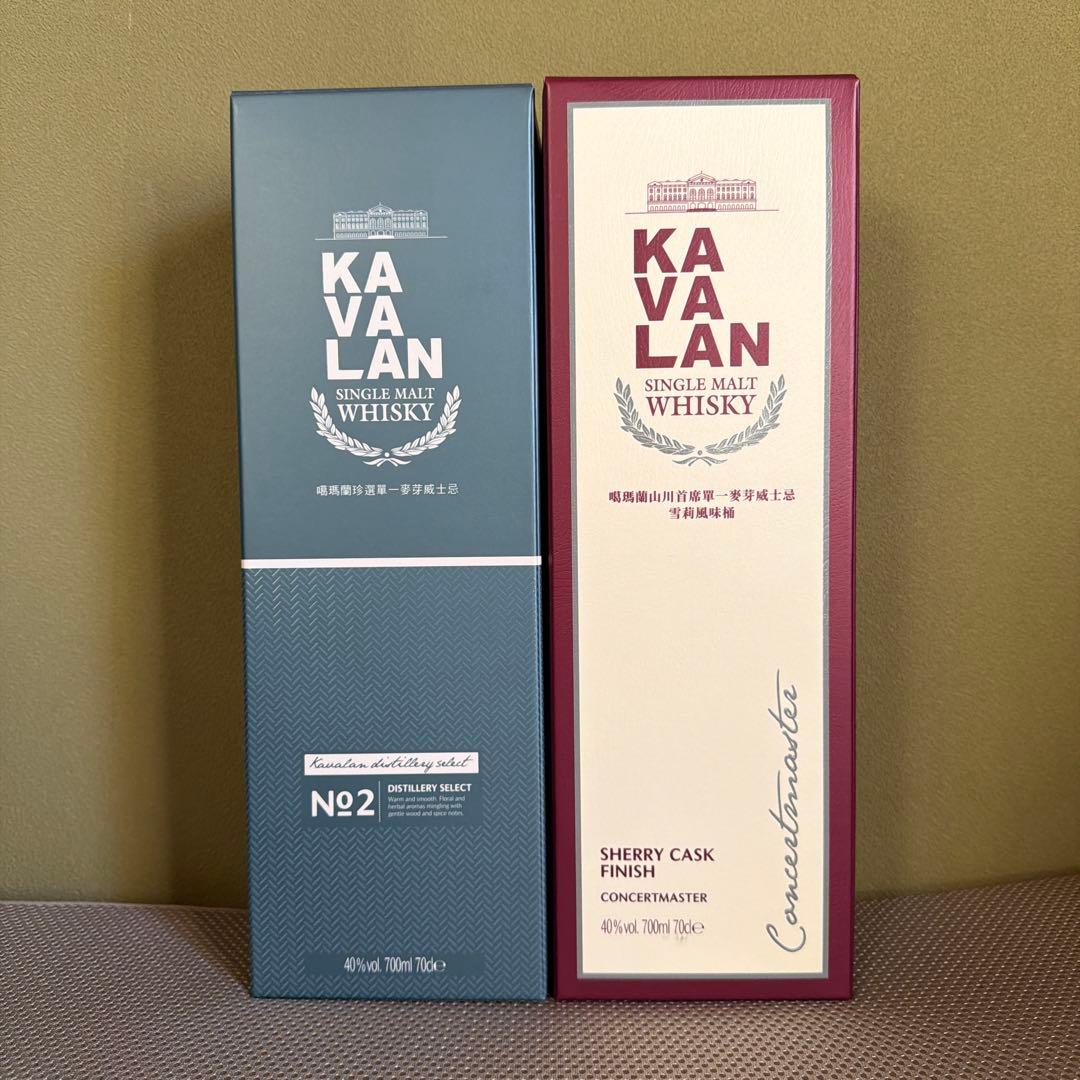 KA
VA
LAN
SINGLE MALT
WHISKY
噶瑪蘭珍選單一麥芽威士忌
Kavalan distillery select
No2
DISTILLERY SELECT
Warm and smooth. Floral and
herbal aromas mingling with
gentle wood and spice notes.
40%vol. 700ml 70cl℮
KA
VA
LAN
SINGLE MALT
WHISKY
噶瑪蘭山川首席單一麥芽威士忌
雪莉風味桶
Concertmaster
SHERRY CASK
FINISH
CONCERTMASTER
40%vol. 700ml 70cl℮